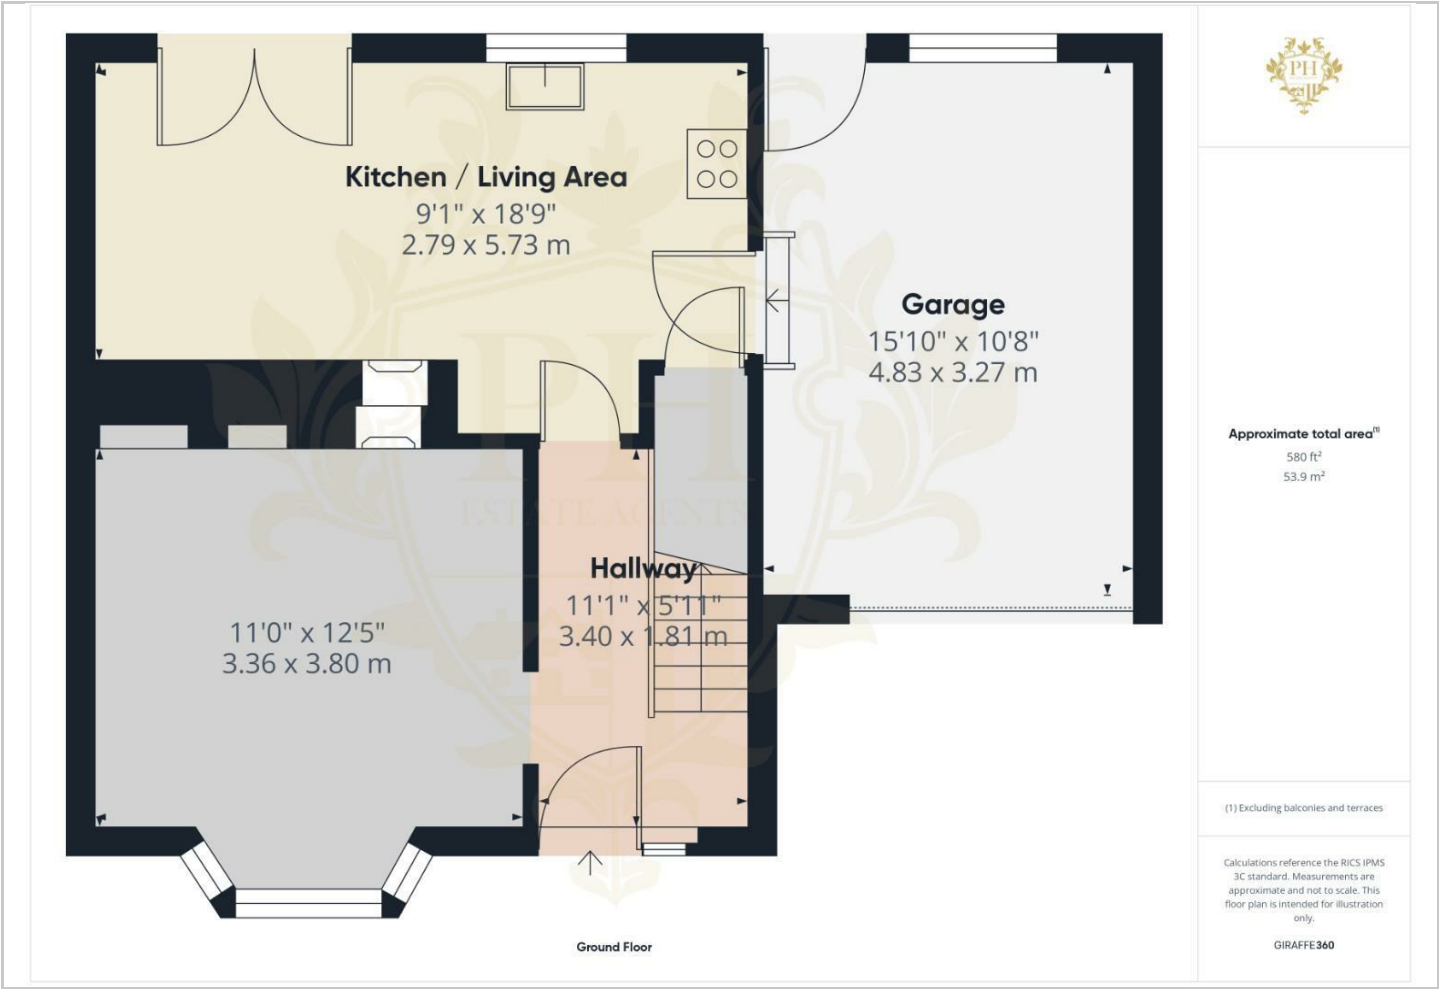 Kitchen / Living Area
9'1" x 18'9"
2.79 x 5.73 m
Garage
15'10" x 10'8"
4.83 x 3.27 m
PH
ESTATE AGENTS
Hallway
11'1" x 5'11"
3.40 x 1.81 m
11'0" x 12'5"
3.36 x 3.80 m
Ground Floor
PH
Approximate total area(1)
580 ft²
53.9 m²
(1) Excluding balconies and terraces
Calculations reference the RICS IPMS
3C standard. Measurements are
approximate and not to scale. This
floor plan is intended for illustration
only.
GIRAFFE360